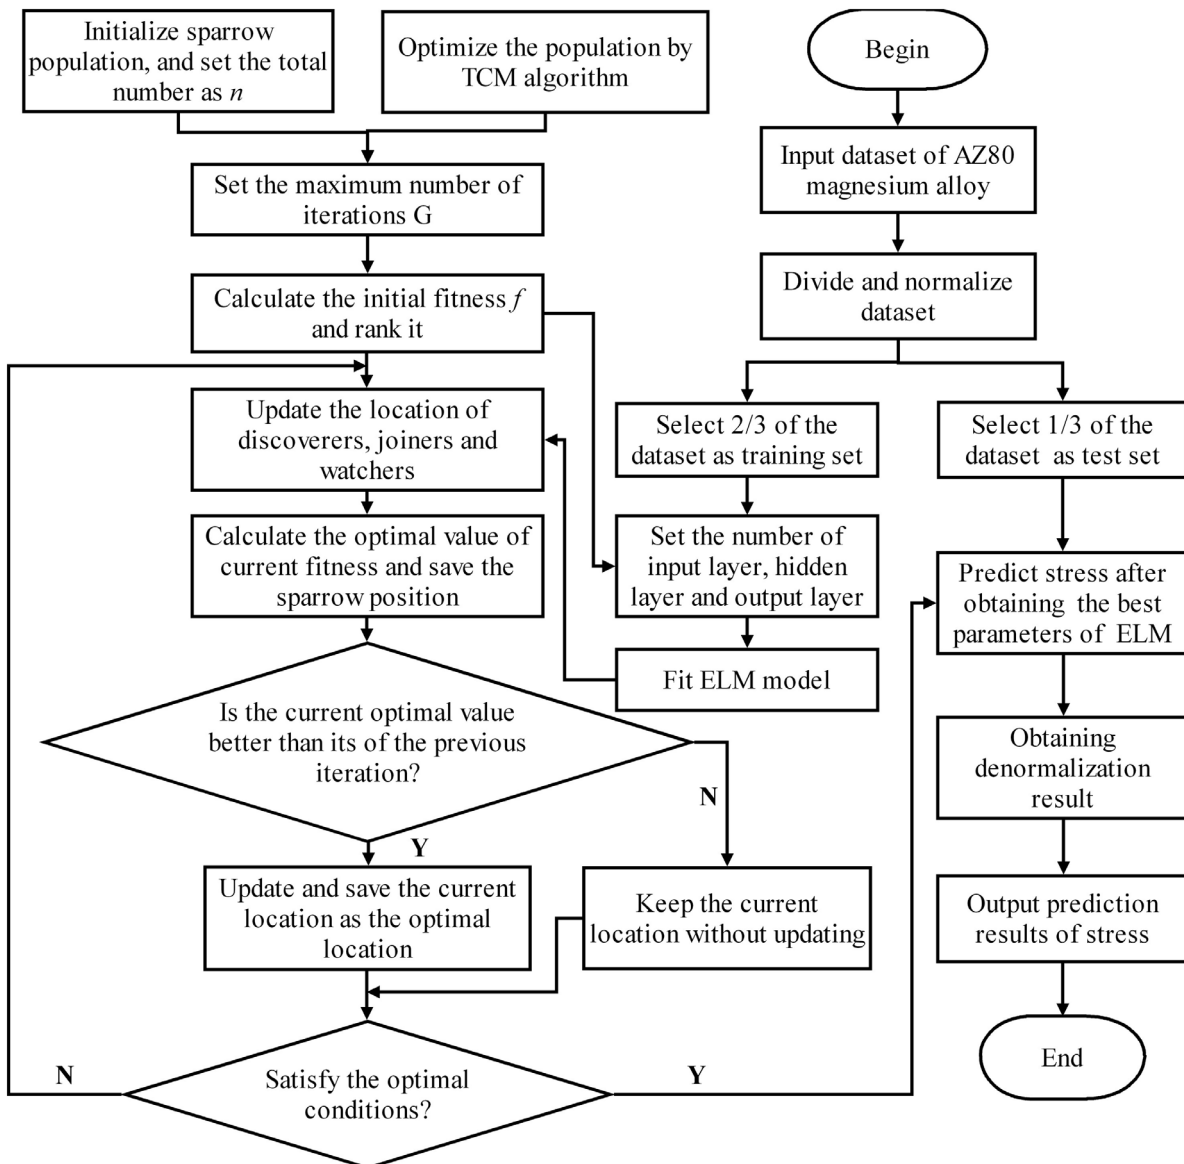 Initialize sparrow
population, and set the total
number as n
Optimize the population by
TCM algorithm
Set the maximum number of
iterations G
Calculate the initial fitness f
and rank it
Update the location of
discoverers, joiners and
watchers
Calculate the optimal value of
current fitness and save the
sparrow position
Is the current optimal value
better than its of the previous
iteration?
N
Y
Update and save the current
location as the optimal
location
Keep the current
location without updating
Satisfy the optimal
conditions?
N
Y
Begin
Input dataset of AZ80
magnesium alloy
Divide and normalize
dataset
Select 2/3 of the
dataset as training set
Set the number of
input layer, hidden
layer and output layer
Fit ELM model
Select 1/3 of the
dataset as test set
Predict stress after
obtaining the best
parameters of ELM
Obtaining
denormalization
result
Output prediction
results of stress
End